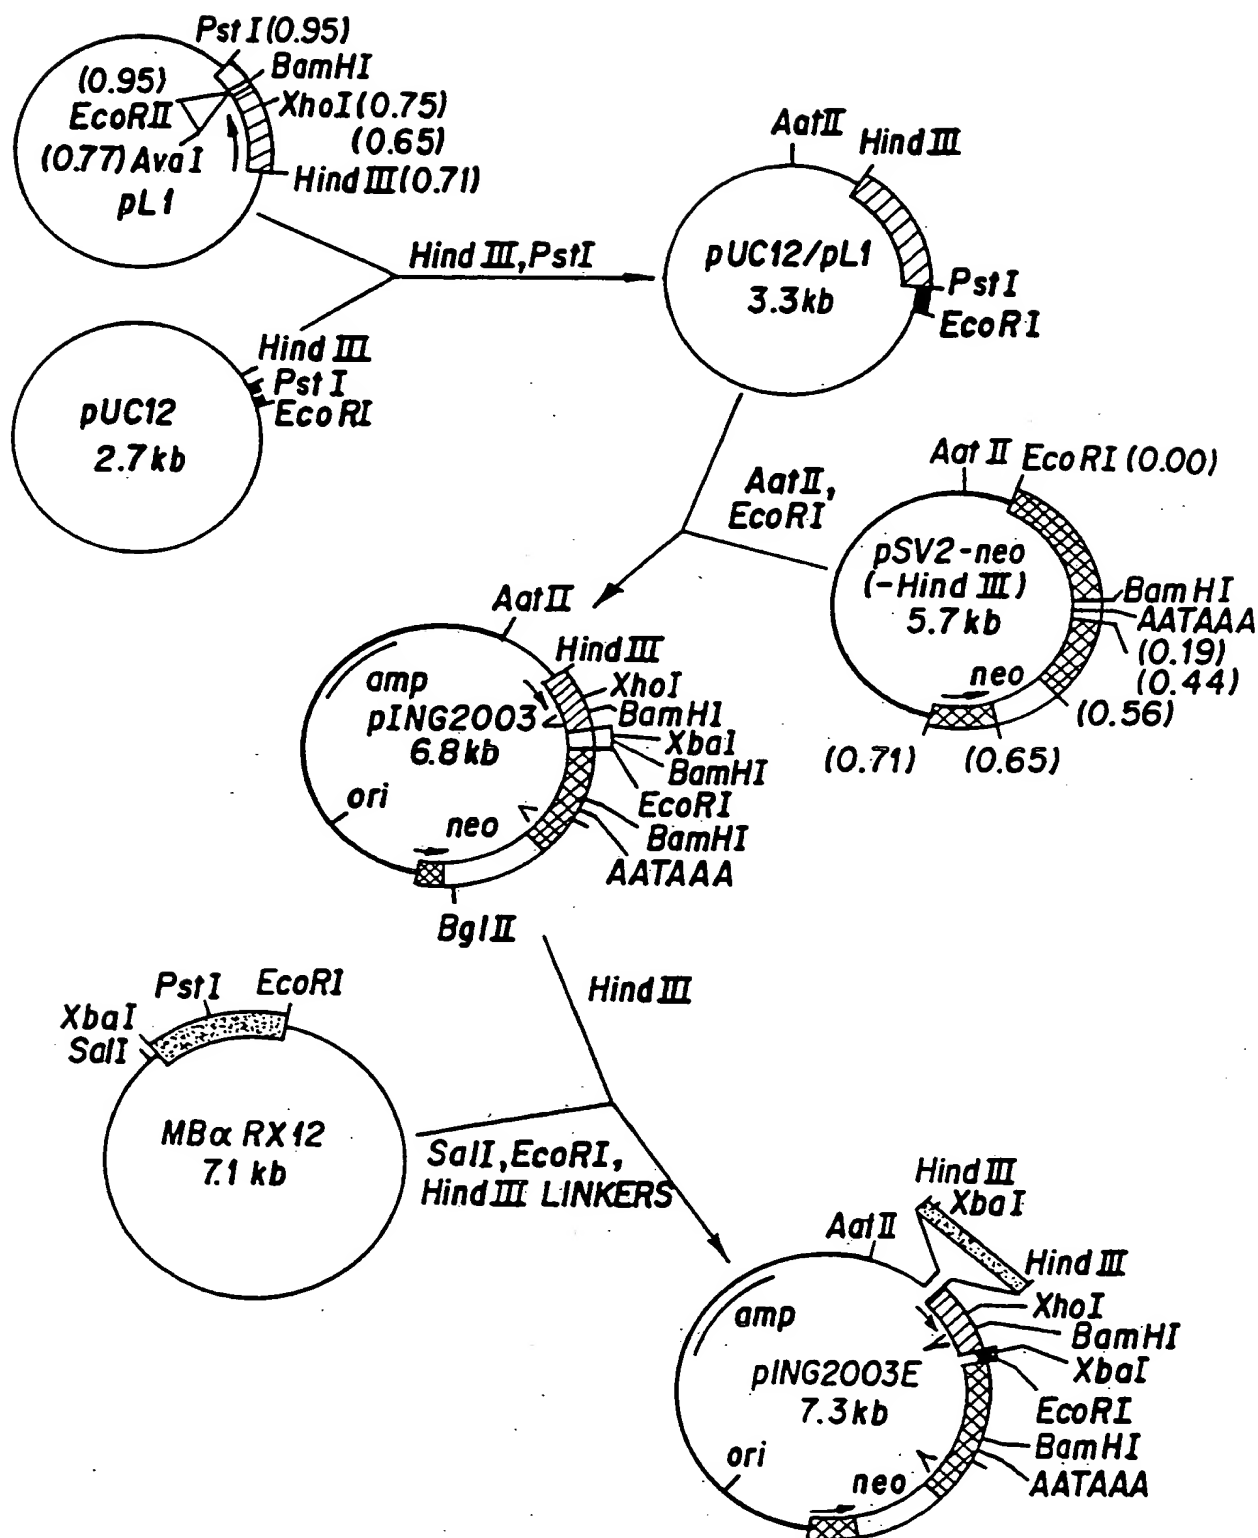 PstI (0.95)
BamHI
(0.95)
EcoRII
XhoI (0.75)
(0.65)
(0.77) AvaI
HindIII (0.71)
pL1
HindIII, PstI
HindIII
PstI
EcoRI
pUC12
2.7kb
AatII
HindIII
pUC12/pL1
3.3kb
PstI
EcoRI
AatII,
EcoRI
AatII
EcoRI (0.00)
pSV2-neo
(-HindIII)
5.7kb
BamHI
AATAAA
(0.19)
(0.44)
neo
(0.56)
(0.71)
(0.65)
AatII
HindIII
XhoI
BamHI
XbaI
BamHI
EcoRI
BamHI
AATAAA
amp
pING2003
6.8kb
ori
neo
BglII
HindIII
PstI
EcoRI
XbaI
SalI
MBα RX12
7.1 kb
SalI, EcoRI,
HindIII LINKERS
HindIII
XbaI
AatII
HindIII
XhoI
BamHI
XbaI
EcoRI
BamHI
AATAAA
amp
pING2003E
7.3kb
ori
neo